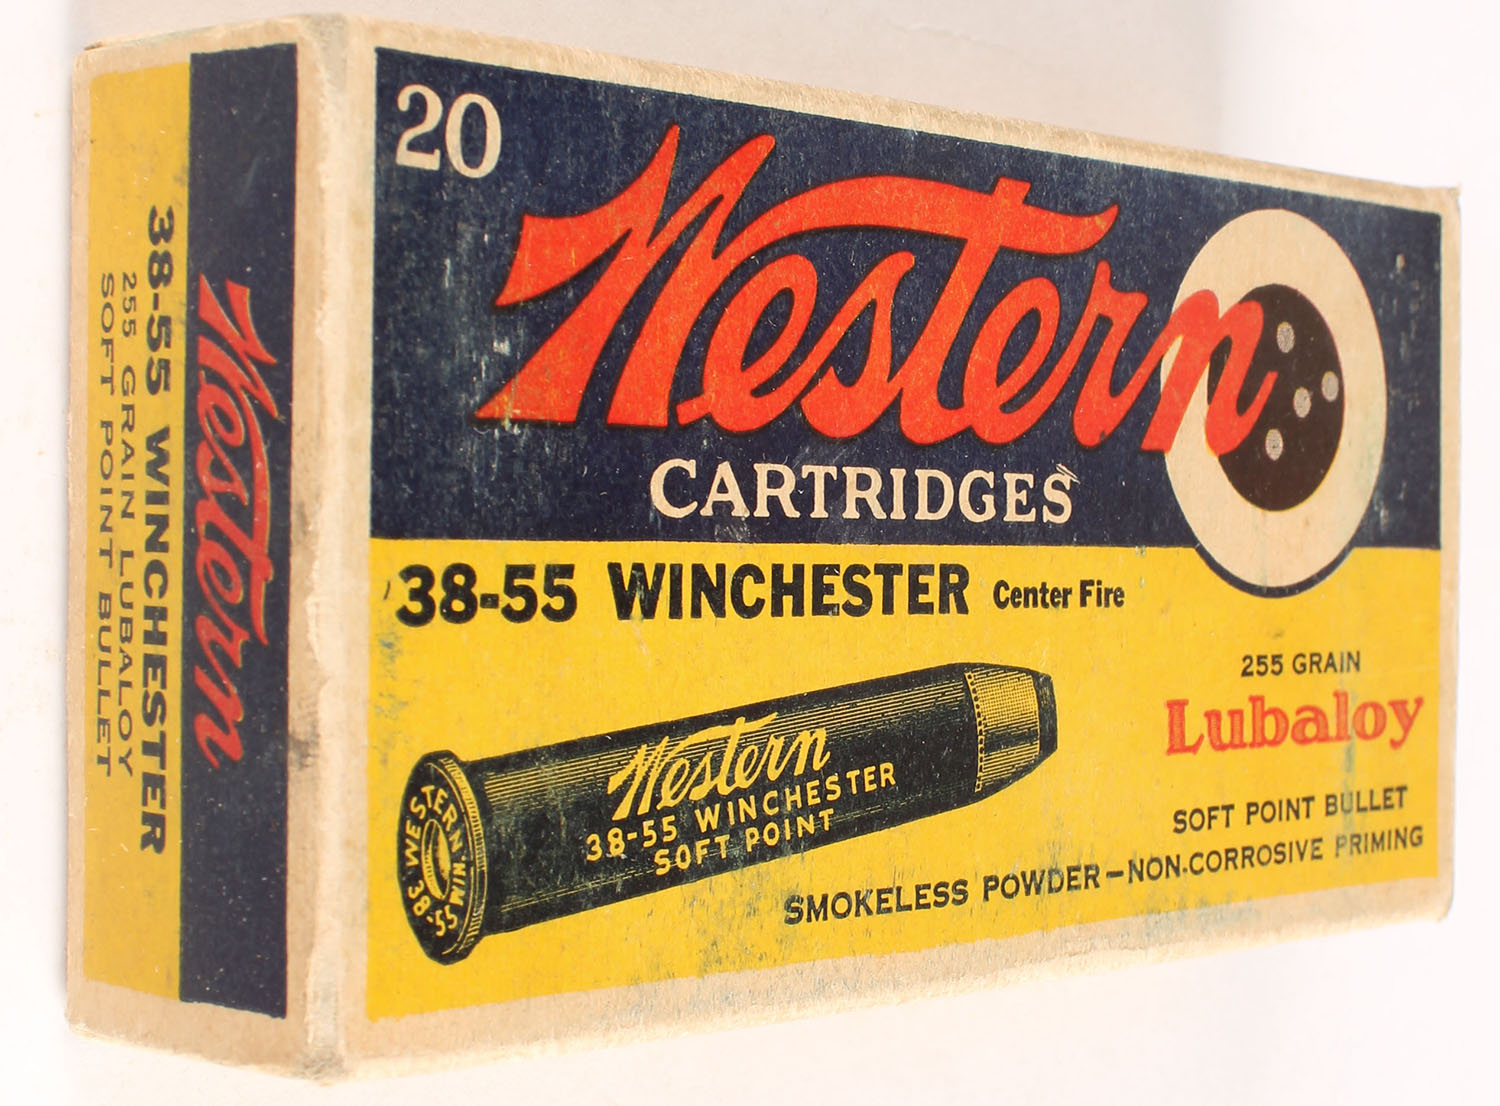 20
Western
CARTRIDGES
38-55 WINCHESTER Center Fire
255 GRAIN
Lubaloy
SOFT POINT BULLET
SMOKELESS POWDER—NON-CORROSIVE PRIMING
Western
38-55 WINCHESTER
SOFT POINT
WESTERN
38-55 WIN
Western
38-55 WINCHESTER
255 GRAIN LUBALOY
SOFT POINT BULLET